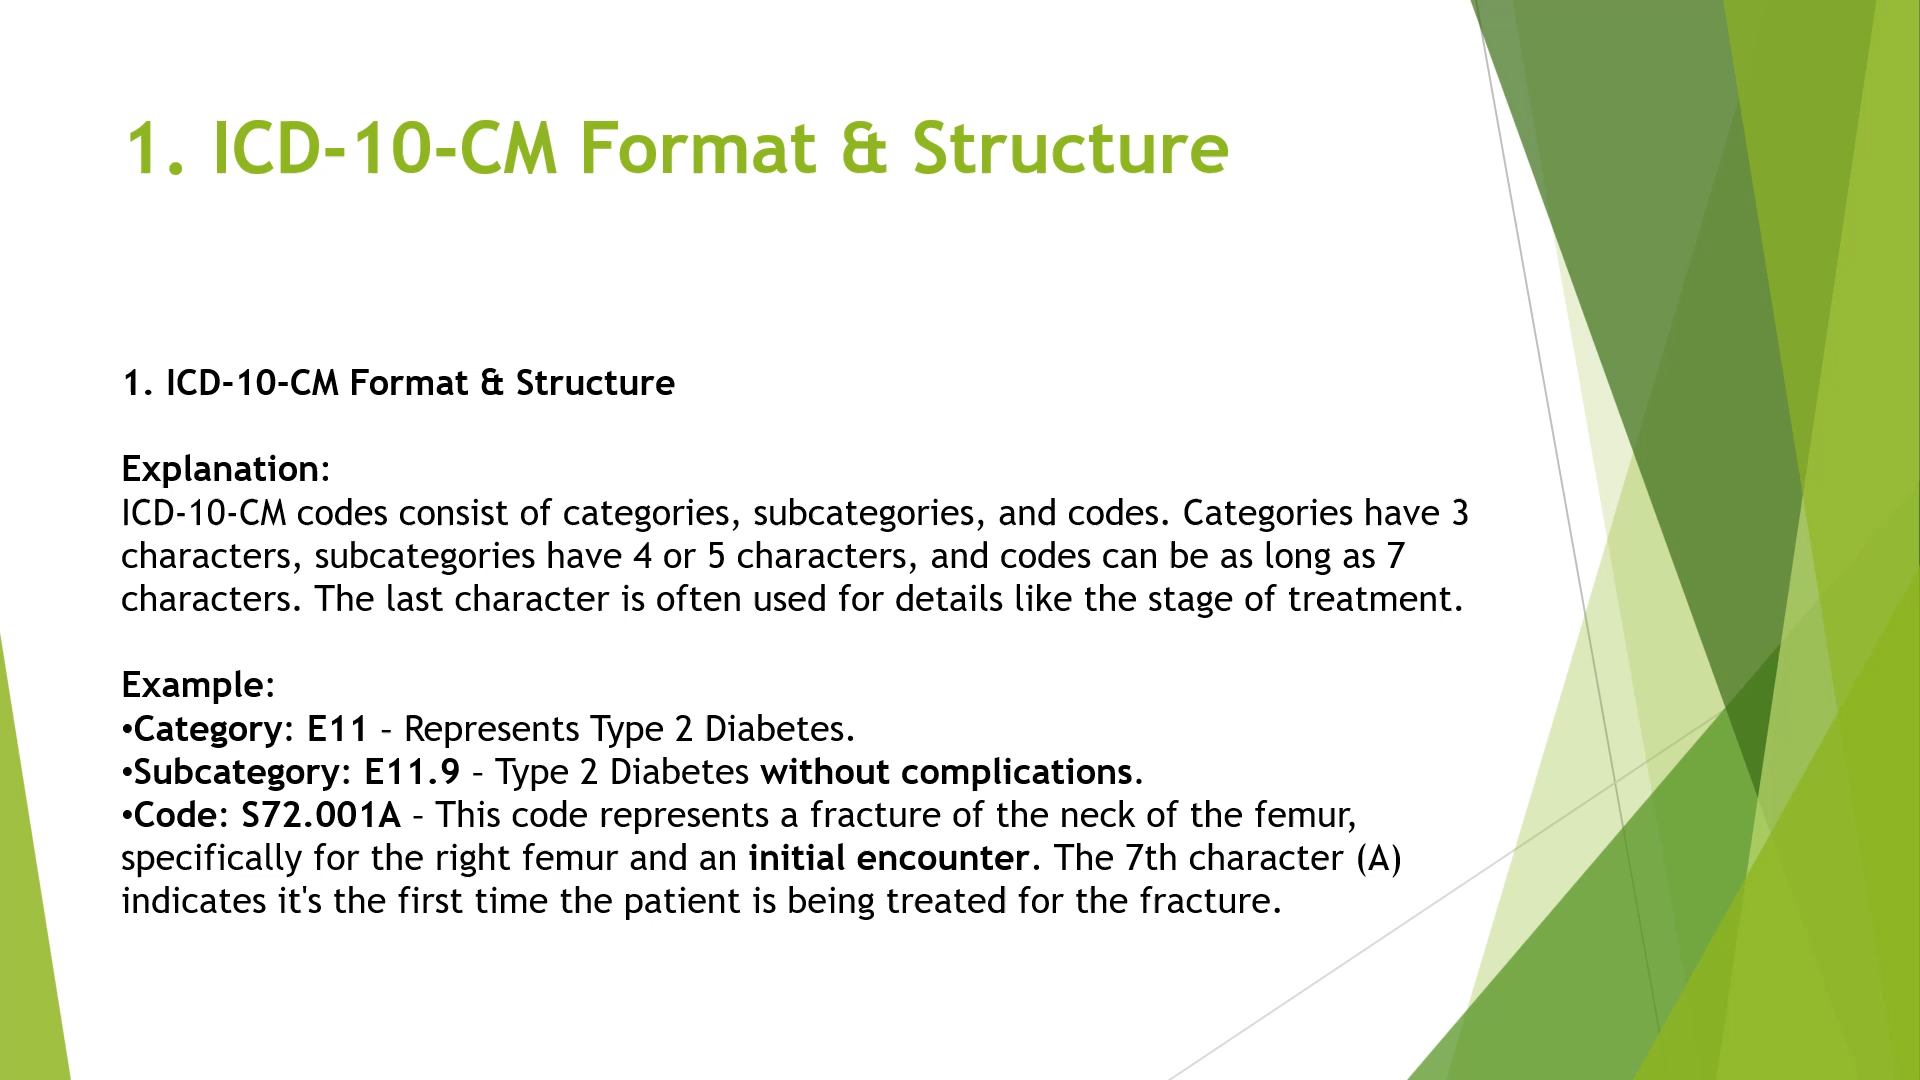 1. ICD-10-CM Format & Structure
1. ICD-10-CM Format & Structure
Explanation:
ICD-10-CM codes consist of categories, subcategories, and codes. Categories have 3
characters, subcategories have 4 or 5 characters, and codes can be as long as 7
characters. The last character is often used for details like the stage of treatment.
Example:
•Category: E11 – Represents Type 2 Diabetes.
•Subcategory: E11.9 – Type 2 Diabetes without complications.
•Code: S72.001A – This code represents a fracture of the neck of the femur,
specifically for the right femur and an initial encounter. The 7th character (A)
indicates it's the first time the patient is being treated for the fracture.